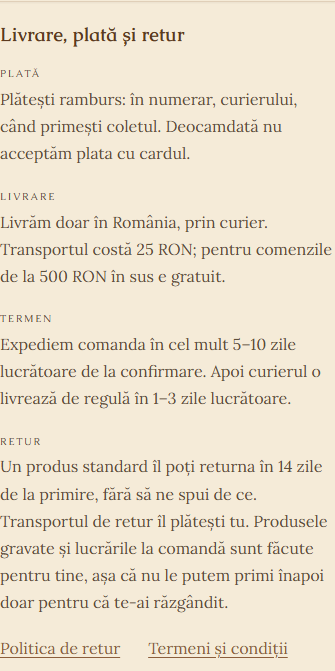 Livrare, plată și retur
PLATĂ
Plătești ramburs: în numerar, curierului,
când primești coletul. Deocamdată nu
acceptăm plata cu cardul.
LIVRARE
Livrăm doar în România, prin curier.
Transportul costă 25 RON; pentru comenzile
de la 500 RON în sus e gratuit.
TERMEN
Expediem comanda în cel mult 5–10 zile
lucrătoare de la confirmare. Apoi curierul o
livrează de regulă în 1–3 zile lucrătoare.
RETUR
Un produs standard îl poți returna în 14 zile
de la primire, fără să ne spui de ce.
Transportul de retur îl plătești tu. Produsele
gravate și lucrările la comandă sunt făcute
pentru tine, așa că nu le putem primi înapoi
doar pentru că te-ai răzgândit.
Politica de retur Termeni și condiții